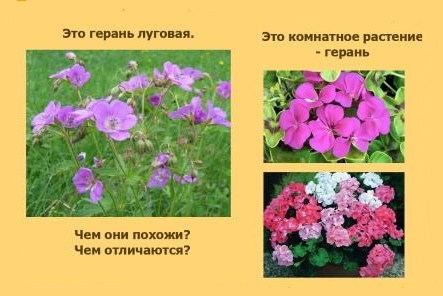 Это герань луговая.
Это комнатное растение
- герань
Чем они похожи?
Чем отличаются?